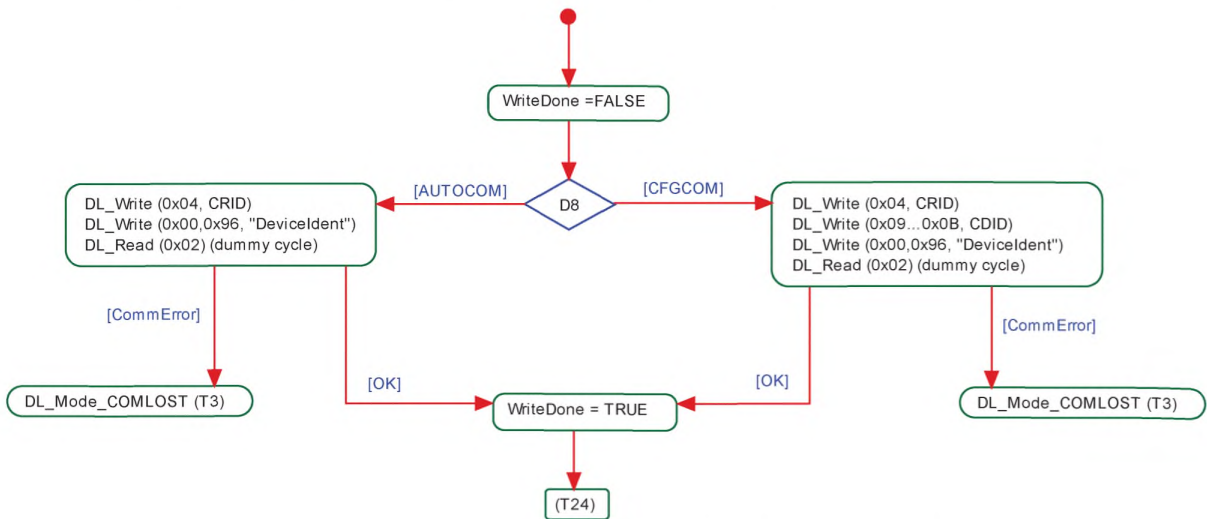 WriteDone =FALSE
[AUTOCOM]
D8
[CFGCOM]
DL_Write (0x04, CRID)
DL_Write (0x00,0x96, "DeviceIdent")
DL_Read (0x02) (dummy cycle)
DL_Write (0x04, CRID)
DL_Write (0x09...0x0B, CDID)
DL_Write (0x00,0x96, "DeviceIdent")
DL_Read (0x02) (dummy cycle)
[CommError]
[CommError]
[OK]
[OK]
DL_Mode_COMLOST (T3)
WriteDone = TRUE
DL_Mode_COMLOST (T3)
(T24)